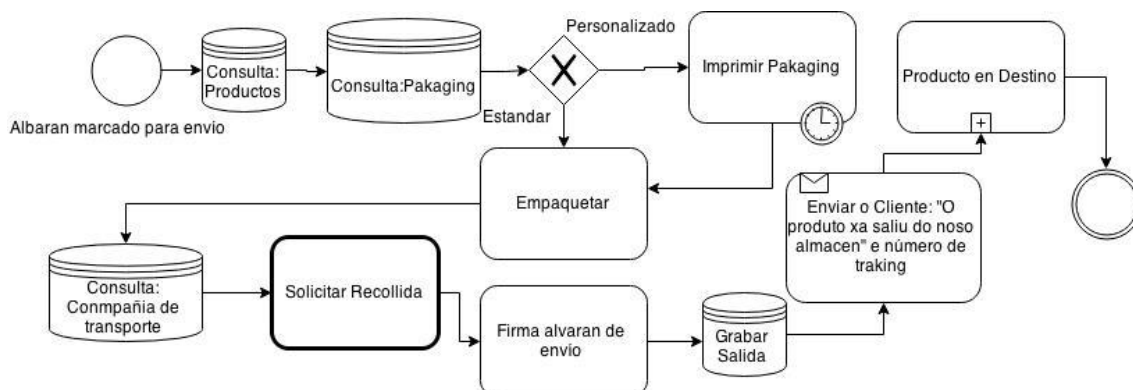 Albaran marcado para envio
Consulta:
Productos
Consulta:Pakaging
Personalizado
Estandar
Imprimir Pakaging
Empaquetar
Consulta:
Conmpañia de
transporte
Solicitar Recollida
Firma alvaran de
envio
Grabar
Salida
Enviar o Cliente: "O
produto xa saliu do noso
almacen" e número de
traking
Producto en Destino